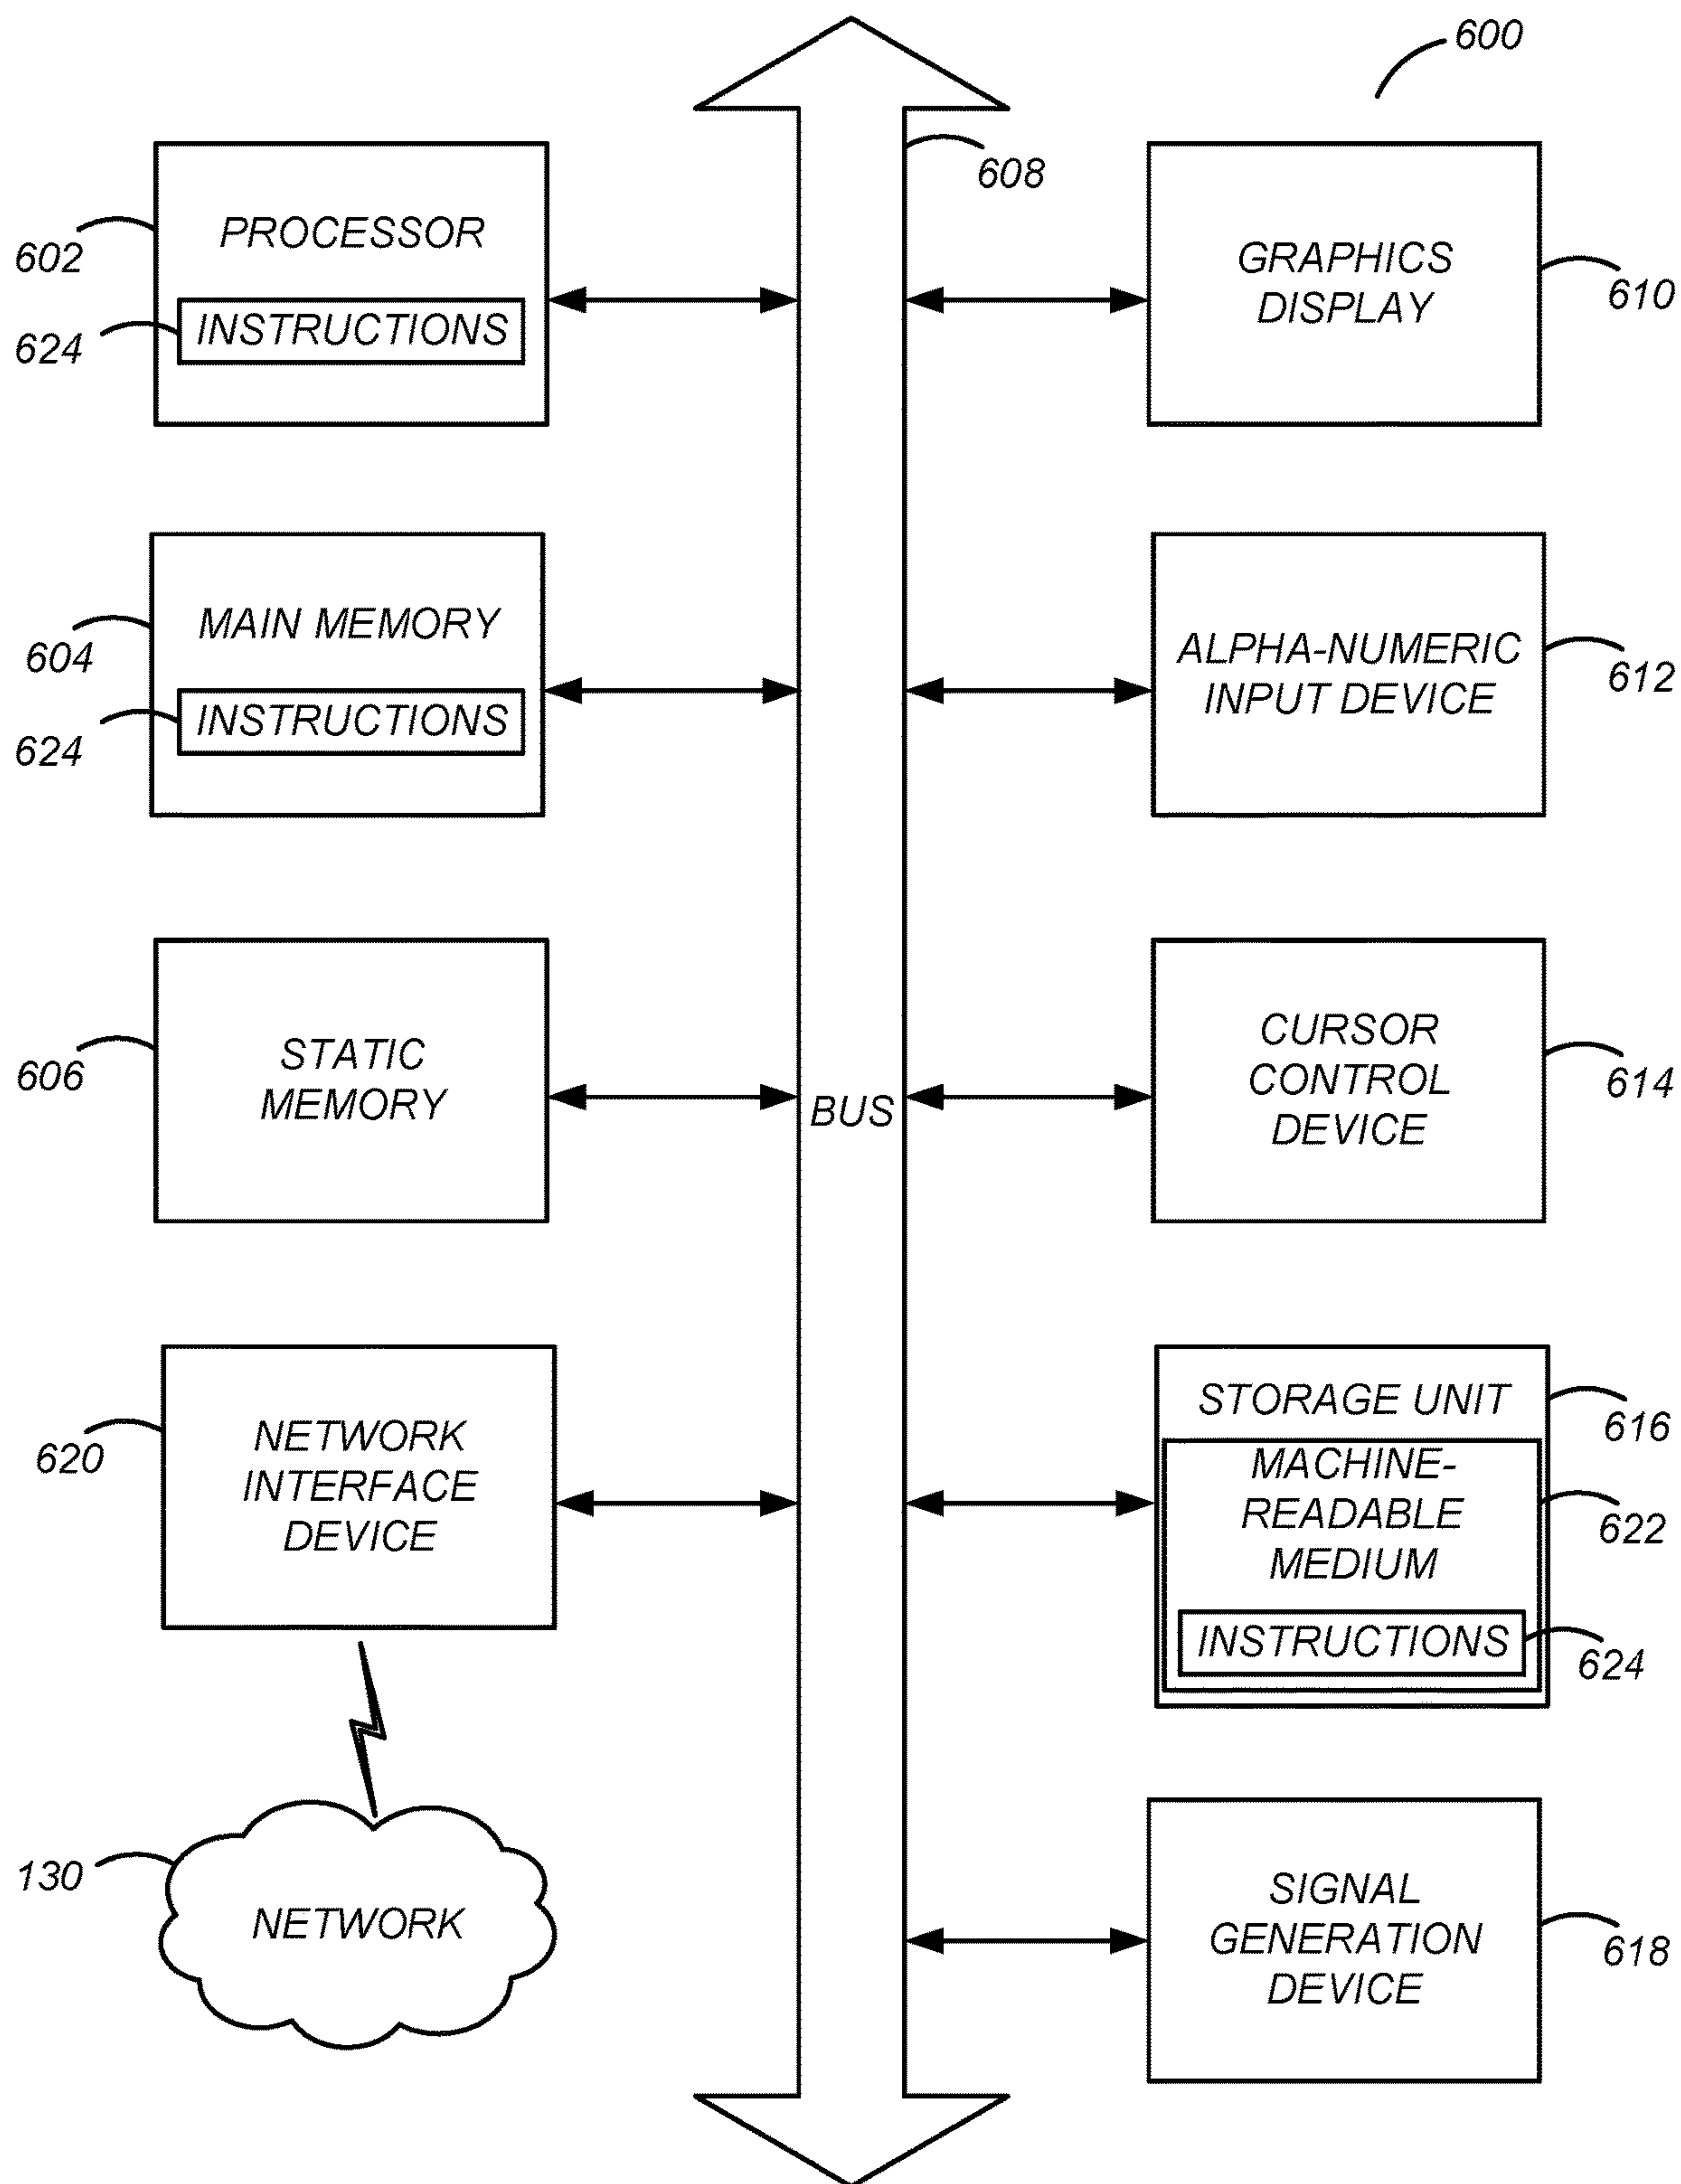 600
608
PROCESSOR
602
INSTRUCTIONS
624
GRAPHICS
DISPLAY
610
MAIN MEMORY
604
INSTRUCTIONS
624
ALPHA-NUMERIC
INPUT DEVICE
612
STATIC
MEMORY
606
BUS
CURSOR
CONTROL
DEVICE
614
NETWORK
INTERFACE
DEVICE
620
STORAGE UNIT
616
MACHINE-
READABLE
MEDIUM
622
INSTRUCTIONS
624
130
NETWORK
SIGNAL
GENERATION
DEVICE
618